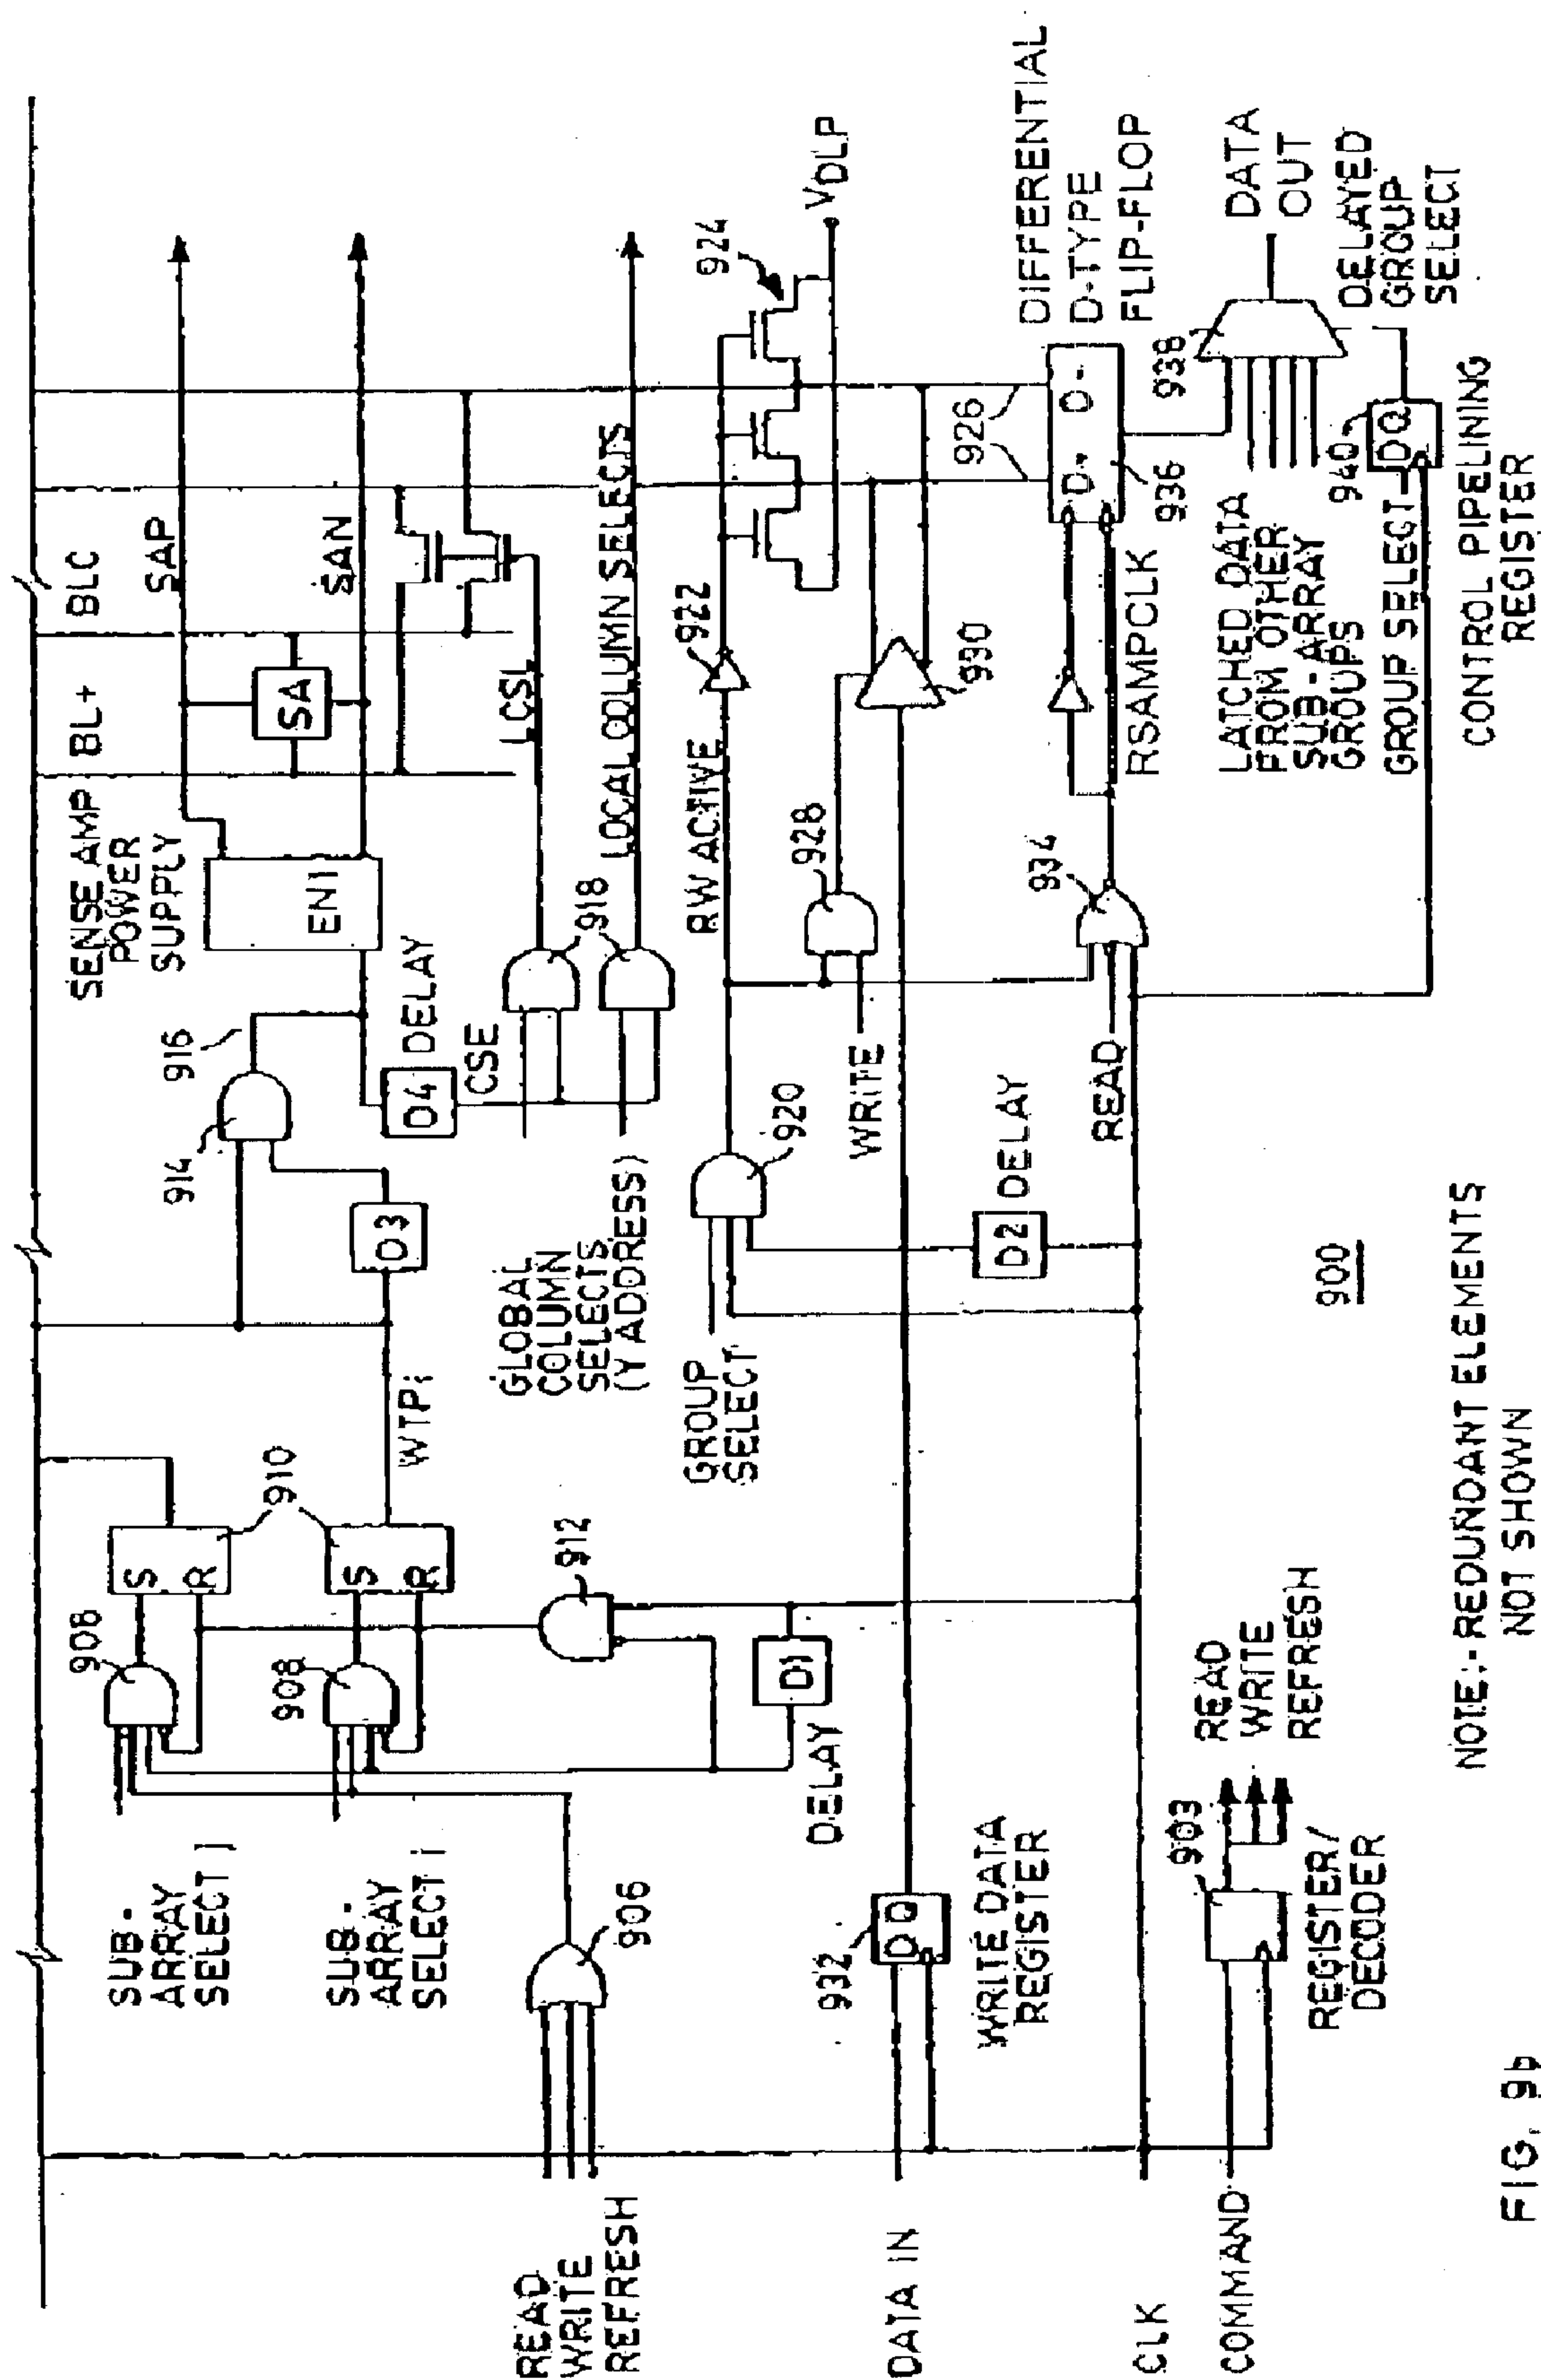 SENSE AMP
POWER
SUPPLY
BL+
BLC
SAP
SAN
SA
EN1
916
914
D4
DELAY
CSE
918
LCSL
LOCAL COLUMN SELECTS
D3
WTPi
GLOBAL
COLUMN
SELECTS
(Y ADDRESS)
SUB-
ARRAY
SELECT j
SUB-
ARRAY
SELECT i
908
908
S
R
S
R
910
912
D1
DELAY
READ
WRITE
REFRESH
906
GROUP
SELECT
920
RW ACTIVE
922
924
VDLP
WRITE
928
930
926
DATA IN
932
D Q
WRITE DATA
REGISTER
D2
DELAY
READ
934
RSAMPCLK
936
DIFFERENTIAL
D-TYPE
FLIP-FLOP
938
DATA
OUT
LATCHED DATA
FROM OTHER
SUB-ARRAY
GROUPS
GROUP SELECT
940
DQ
DELAYED
GROUP
SELECT
CONTROL PIPELINING
REGISTER
CLK
COMMAND
903
READ
WRITE
REFRESH
REGISTER/
DECODER
900
NOTE:-REDUNDANT ELEMENTS
NOT SHOWN
FIG. 9b